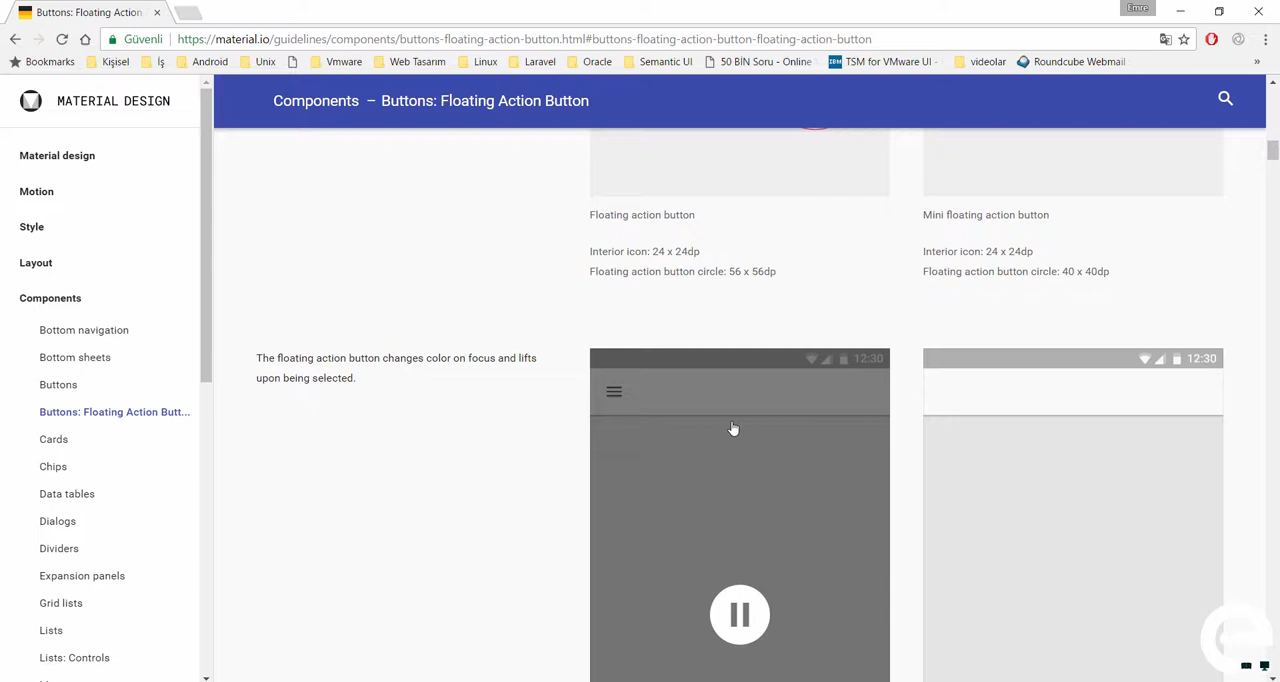 Buttons: Floating Action
Emre
Güvenli
https://material.io/guidelines/components/buttons-floating-action-button.html#buttons-floating-action-button-floating-action-button
Bookmarks Kişisel İş Android Unix Vmware Web Tasarım Linux Laravel Oracle Semantic UI 50 BİN Soru - Online TSM for VMware UI - videolar Roundcube Webmail »
MATERIAL DESIGN
Components – Buttons: Floating Action Button
Material design
Motion
Style
Layout
Components
Bottom navigation
Bottom sheets
Buttons
Buttons: Floating Action Butt...
Cards
Chips
Data tables
Dialogs
Dividers
Expansion panels
Grid lists
Lists
Lists: Controls
Floating action button
Interior icon: 24 x 24dp
Floating action button circle: 56 x 56dp
Mini floating action button
Interior icon: 24 x 24dp
Floating action button circle: 40 x 40dp
The floating action button changes color on focus and lifts
upon being selected.
12:30
12:30